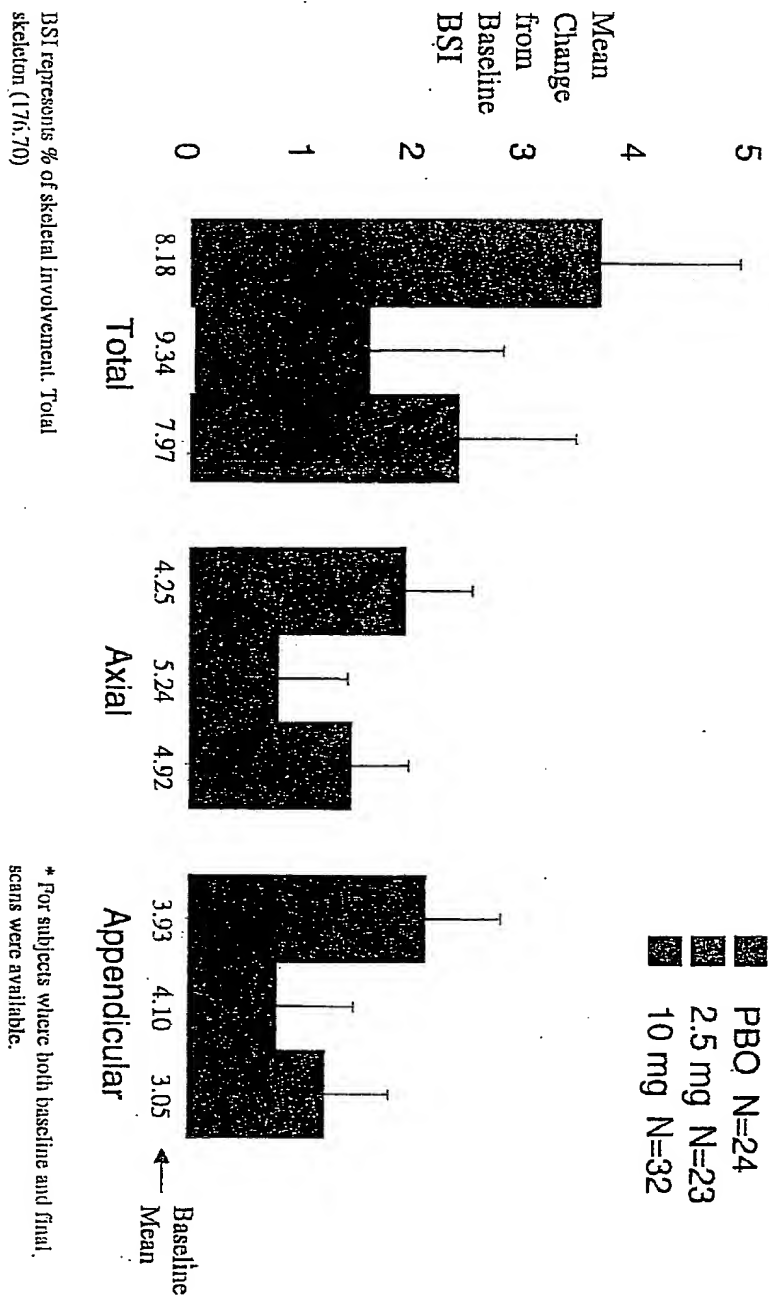 PBO N=24
2.5 mg N=23
10 mg N=32
Mean
Change
from
Baseline
BSI
5
4
3
2
1
0
8.18 9.34 7.97 4.25 5.24 4.92 3.93 4.10 3.05
Baseline
Mean
Total Axial Appendicular
BSI represents % of skeletal involvement. Total
skeleton (176.70)
* For subjects where both baseline and final
scans were available.